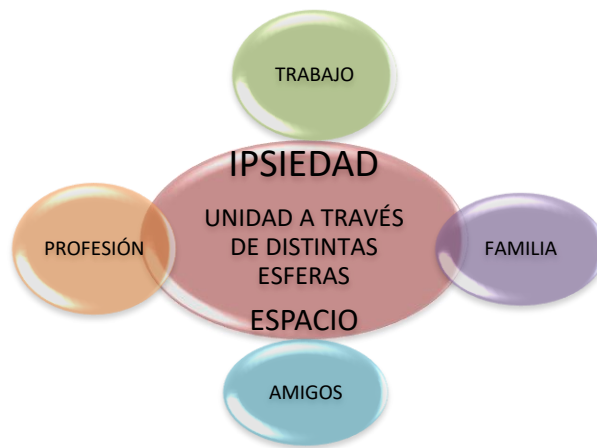 TRABAJO
IPSIEDAD
UNIDAD A TRAVÉS
DE DISTINTAS
ESFERAS
ESPACIO
PROFESIÓN
FAMILIA
AMIGOS